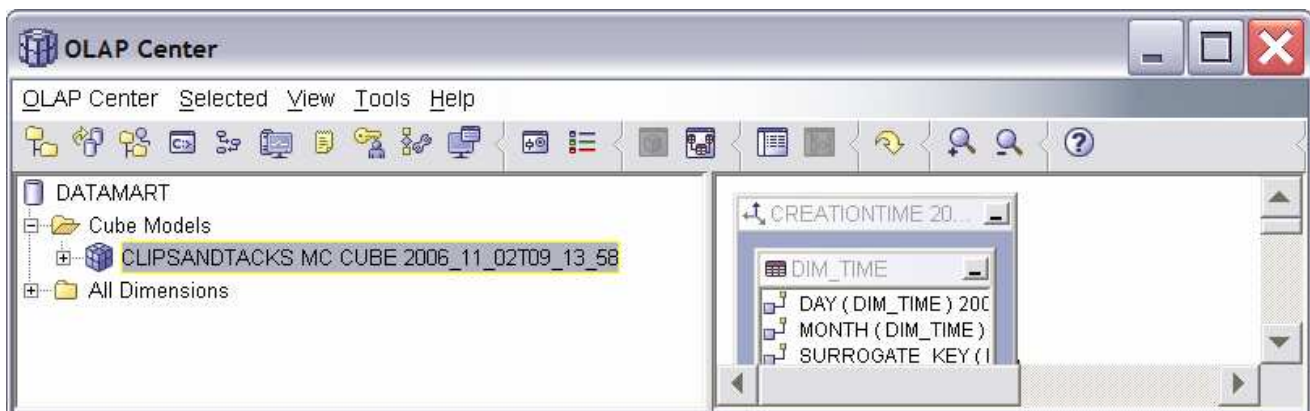 OLAP Center
OLAP Center Selected View Tools Help
DATAMART
Cube Models
CLIPSANDTACKS MC CUBE 2006_11_02T09_13_58
All Dimensions
CREATIONTIME 20...
DIM_TIME
DAY ( DIM_TIME ) 200
MONTH ( DIM_TIME )
SURROGATE_KEY (